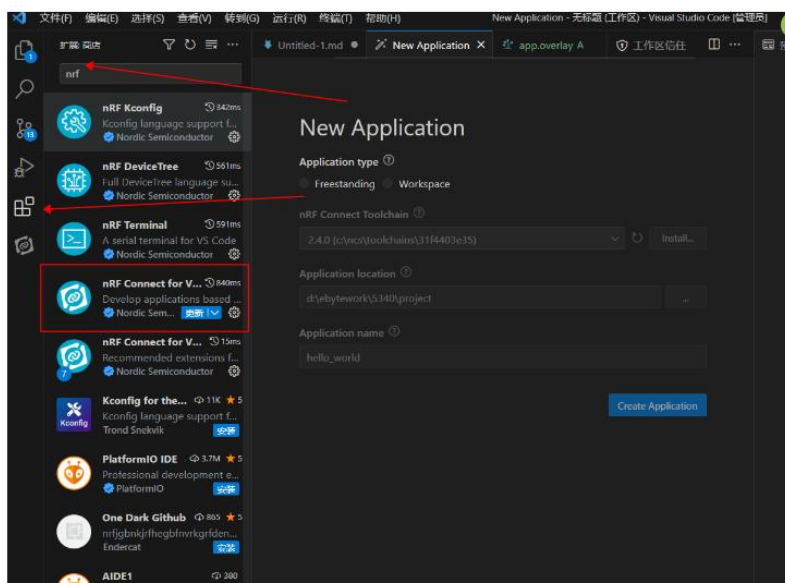 文件(F) 编辑(E) 选择(S) 查看(V) 转到(G) 运行(R) 终端(T) 帮助(H) New Application - 无标题 (工作区) - Visual Studio Code [管理员]
扩展: 商店
Untitled-1.md New Application app.overlay A 工作区信任
nrf
nRF Kconfig 342ms
Kconfig language support f...
Nordic Semiconductor
nRF DeviceTree 561ms
Full DeviceTree language su...
Nordic Semiconductor
nRF Terminal 591ms
A serial terminal for VS Code
Nordic Semiconductor
nRF Connect for V... 840ms
Develop applications based ...
Nordic Sem... 更新
nRF Connect for V... 15ms
Recommended extensions f...
Nordic Semiconductor
7
Kconfig for the... 11K 5
Kconfig language support f...
Trond Snekvik 安装
Kconfig
PlatformIO IDE 3.7M 5
Professional development e...
PlatformIO 安装
One Dark Github 865 5
nrfjgbnkjrfhegbfnvrkgrfden...
Endercat 安装
AIDE1 380
1
13
New Application
Application type
Freestanding Workspace
nRF Connect Toolchain
2.4.0 (c:\ncs\toolchains\31f4403e35) Install...
Application location
d:\ebytework\5340\project ...
Application name
hello_world
Create Application